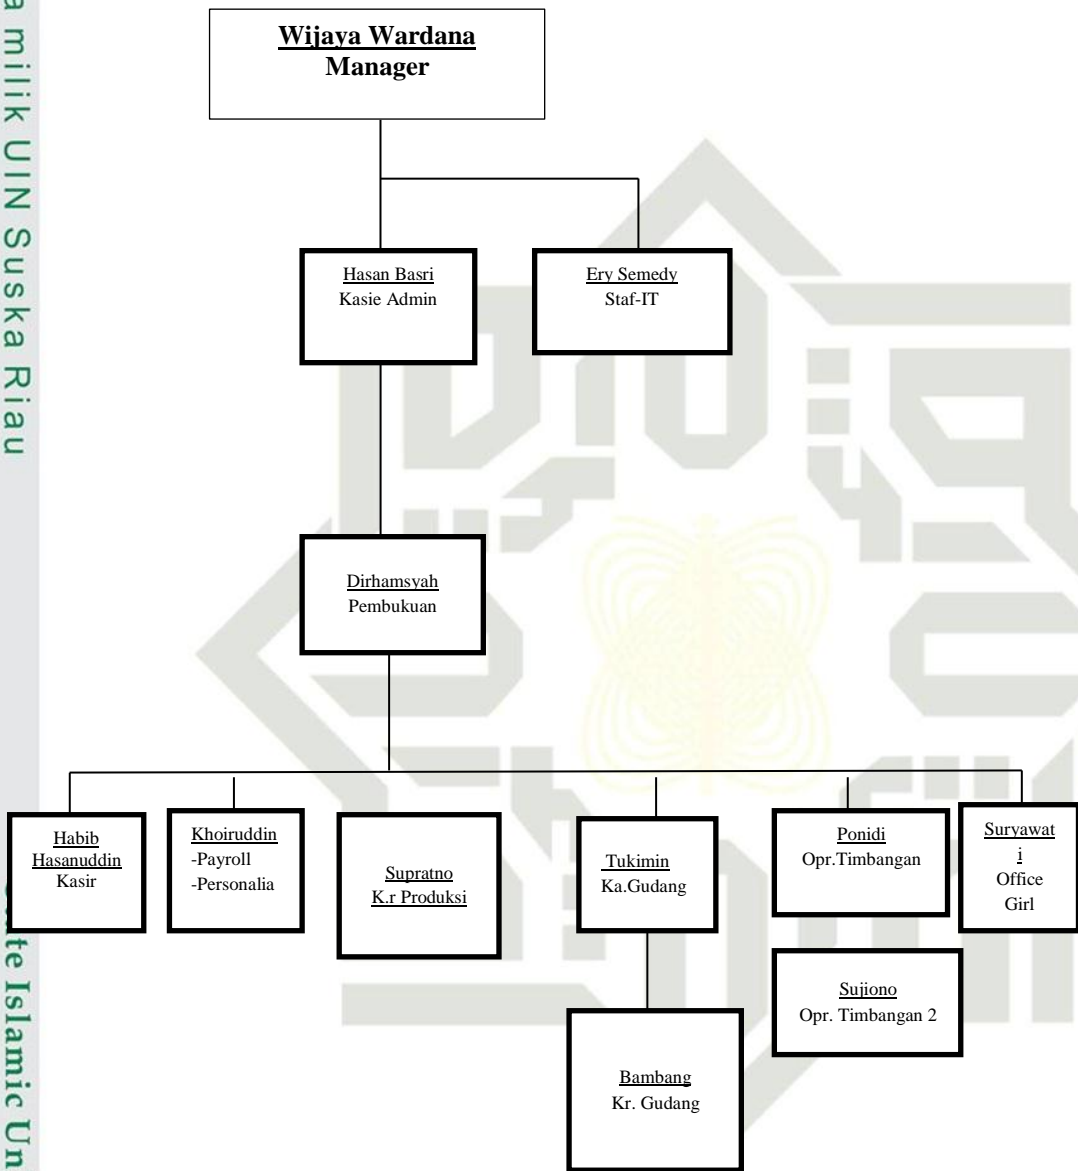 Wijaya Wardana
Manager
Hasan Basri
Kasie Admin
Ery Semedy
Staf-IT
Dirhamsyah
Pembukuan
Habib
Hasanuddin
Kasir
Khoiruddin
-Payroll
-Personalia
Supratno
K.r Produksi
Tukimin
Ka.Gudang
Ponidi
Opr.Timbangan
Suryawat
i
Office
Girl
Sujiono
Opr. Timbangan 2
Bambang
Kr. Gudang
milik UIN Suska Riau
Islamic